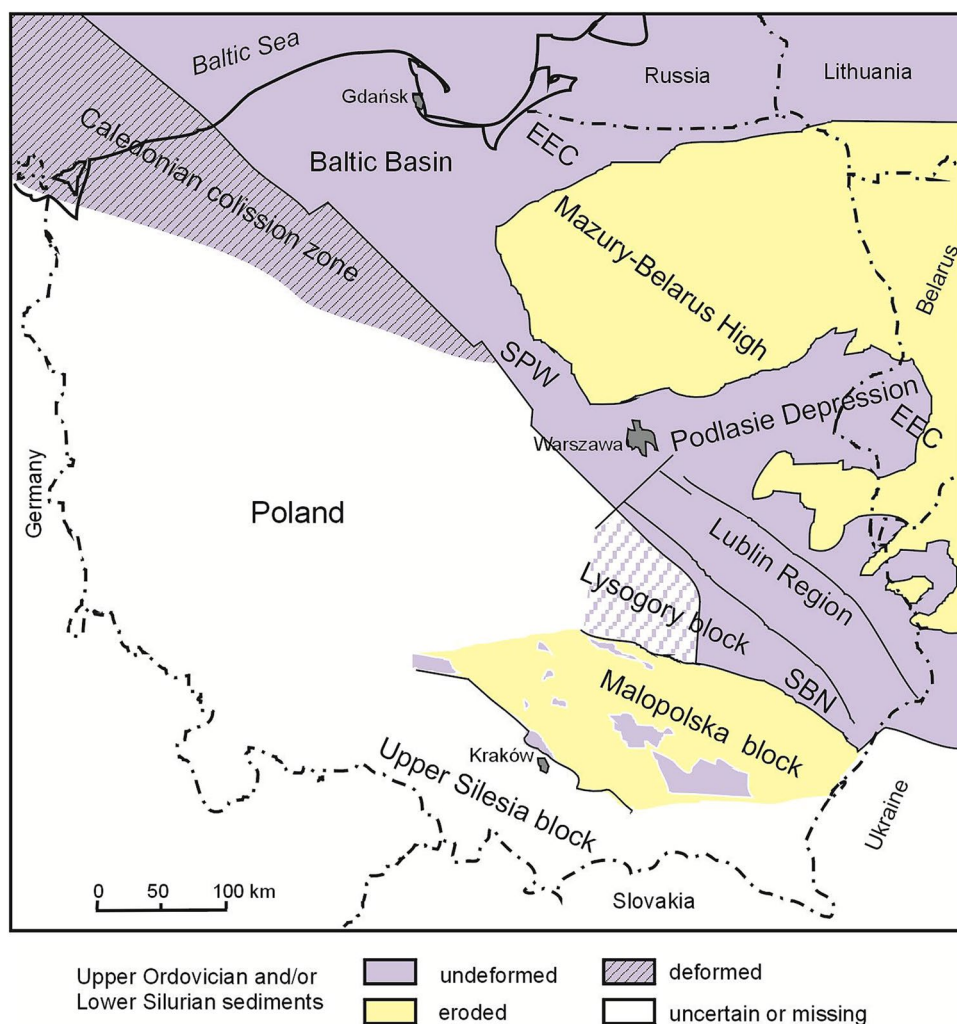 Baltic Sea
Russia
Lithuania
Gdańsk
EEC
Caledonian colission zone
Baltic Basin
Mazury-Belarus High
Belarus
SPW
Podlasie Depression
EEC
Warszawa
Germany
Poland
Lublin Region
Lysogory block
SBN
Malopolska block
Kraków
Upper Silesia block
Ukraine
0 50 100 km
Slovakia
Upper Ordovician and/or
Lower Silurian sediments
undeformed
deformed
eroded
uncertain or missing